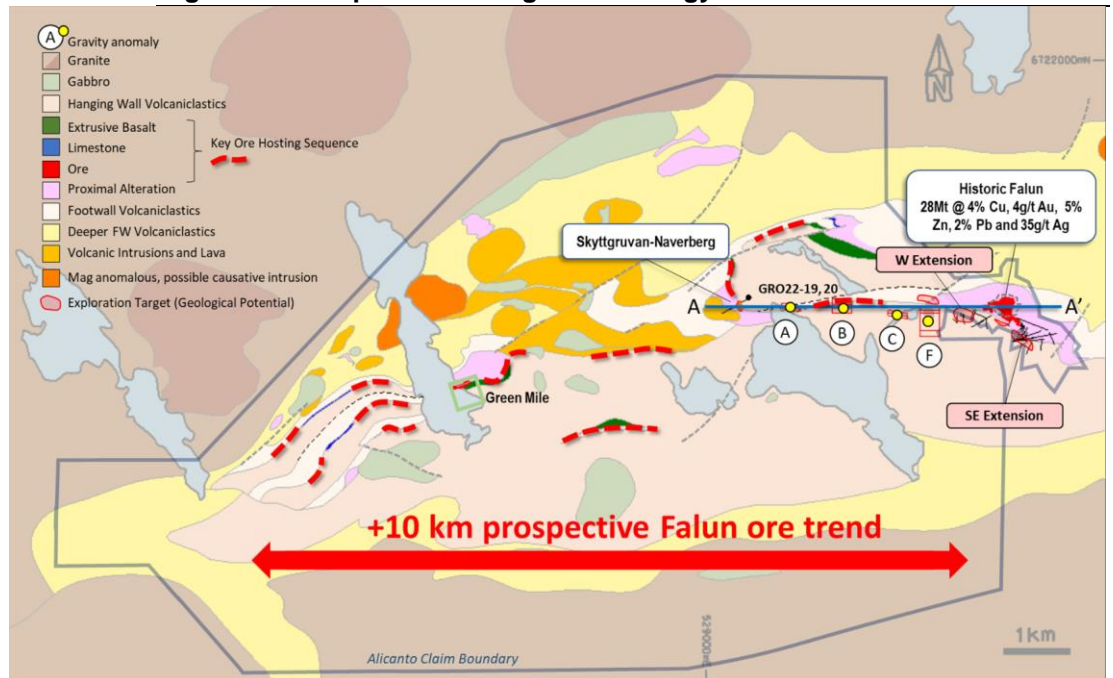 A Gravity anomaly
Granite
Gabbro
Hanging Wall Volcaniclastics
Extrusive Basalt
Limestone
Ore
Key Ore Hosting Sequence
Proximal Alteration
Footwall Volcaniclastics
Deeper FW Volcaniclastics
Volcanic Intrusions and Lava
Mag anomalous, possible causative intrusion
Exploration Target (Geological Potential)
6722000mN
N
Historic Falun
28Mt @ 4% Cu, 4g/t Au, 5%
Zn, 2% Pb and 35g/t Ag
Skyttgruvan-Naverberg
W Extension
GRO22-19, 20
A
A'
A
B
C
F
Green Mile
SE Extension
+10 km prospective Falun ore trend
529000mE
1km
Alicanto Claim Boundary